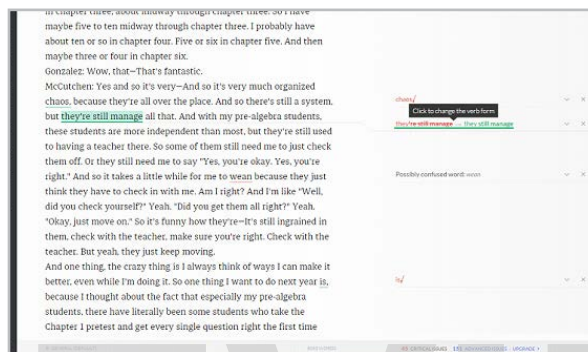 in chapter three, about midway through chapter three. So I have
maybe five to ten midway through chapter three. I probably have
about ten or so in chapter four. Five or six in chapter five. And then
maybe three or four in chapter six.
Gonzalez: Wow, that—That's fantastic.
McCutchen: Yes and so it's very—And so it's very much organized
chaos, because they're all over the place. And so there's still a system,
but they're still manage all that. And with my pre-algebra students,
these students are more independent than most, but they're still used
to having a teacher there. So some of them still need me to just check
them off. Or they still need me to say "Yes, you're okay. Yes, you're
right." And so it takes a little while for me to wean because they just
think they have to check in with me. Am I right? And I'm like "Well,
did you check yourself?" Yeah. "Did you get them all right?" Yeah.
"Okay, just move on." So it's funny how they're—It's still ingrained in
them, check with the teacher, make sure you're right. Check with the
teacher. But yeah, they just keep moving.
And one thing, the crazy thing is I always think of ways I can make it
better, even while I'm doing it. So one thing I want to do next year is,
because I thought about the fact that especially my pre-algebra
students, there have literally been some students who take the
Chapter 1 pretest and get every single question right the first time
chaos,
Click to change the verb form
they're still manage → they still manage
Possibly confused word: wean
is,
CRITICAL ISSUES
ADVANCED ISSUES
UPGRADE